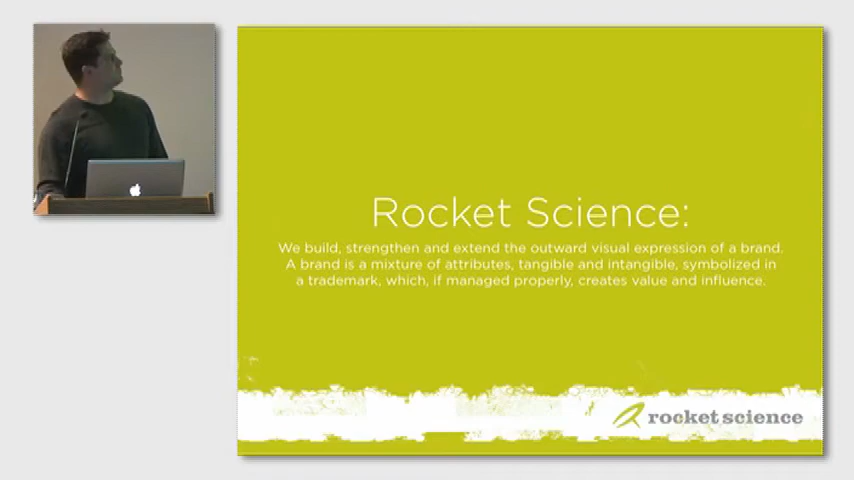 Rocket Science:
We build, strengthen and extend the outward visual expression of a brand.
A brand is a mixture of attributes, tangible and intangible, symbolized in
a trademark, which, if managed properly, creates value and influence.
rocket science